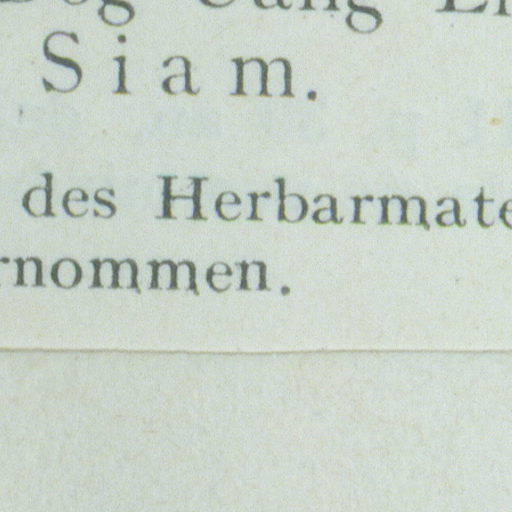 Siam.
des Herbarmate
rnommen.